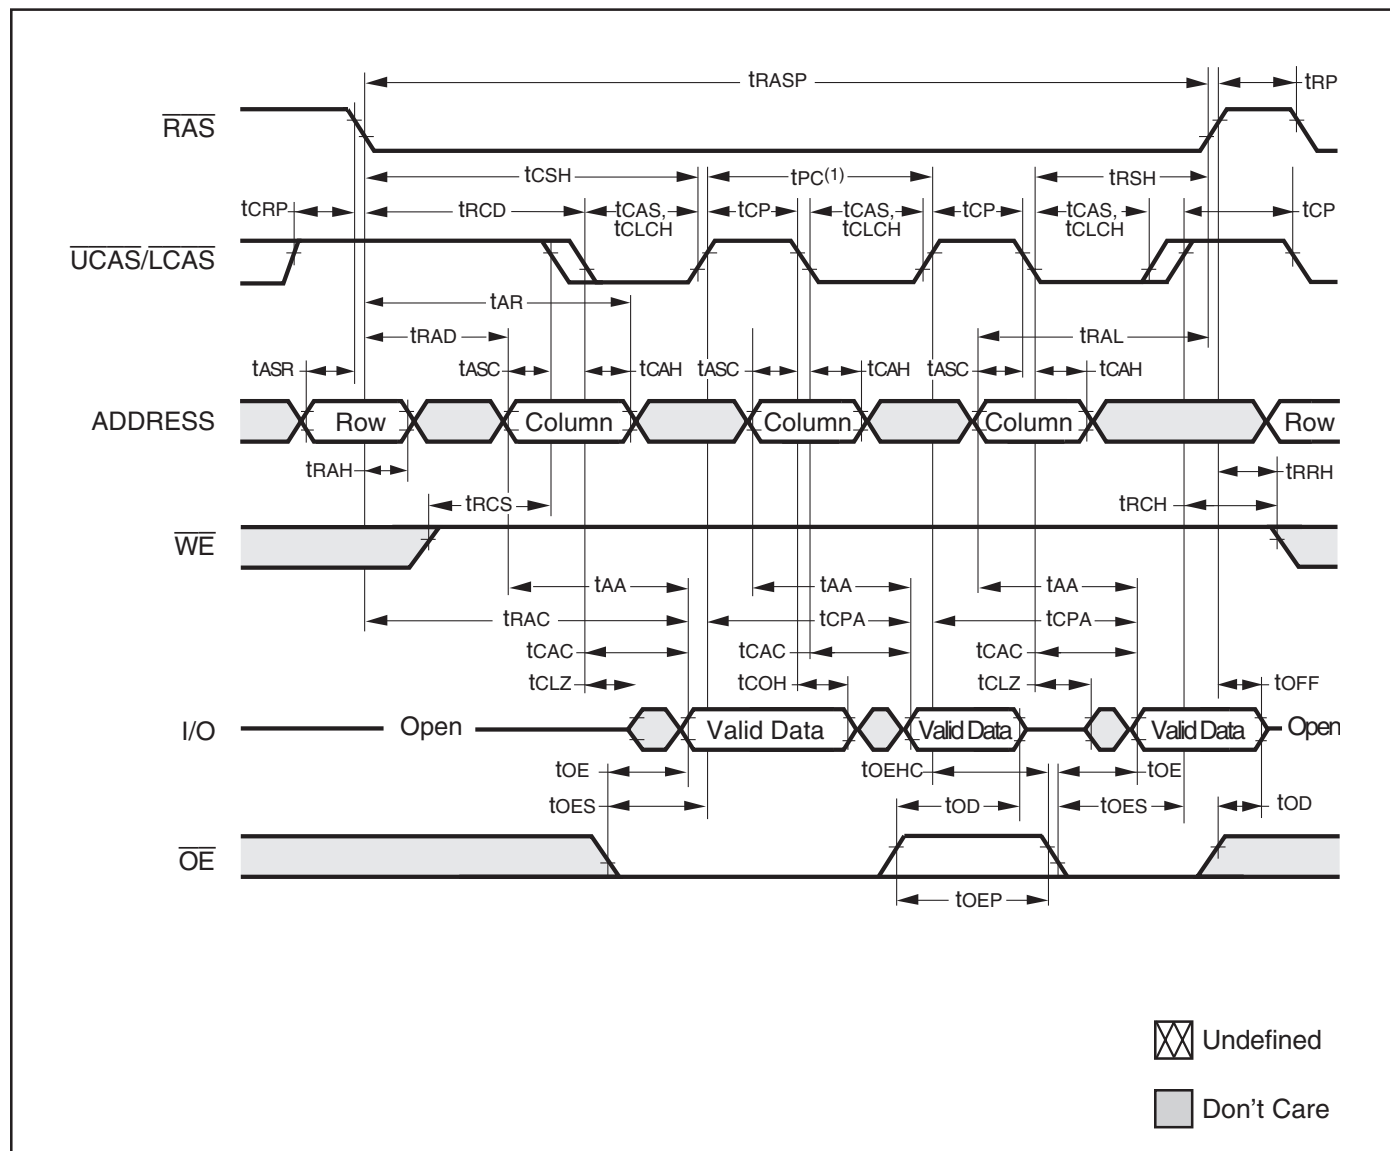 tRASP tRP
RAS
tCSH tPC(1) tRSH
tCRP tRCD tCAS, tCP tCAS, tCP tCAS, tCP
tCLCH tCLCH tCLCH
UCAS/LCAS
tAR
tRAD tRAL
tASR tASC tCAH tASC tCAH tASC tCAH
ADDRESS Row Column Column Column Row
tRAH tRRH
tRCS tRCH
WE
tAA tAA tAA
tRAC tCPA tCPA
tCAC tCAC tCAC
tCLZ tCOH tCLZ tOFF
I/O Open Valid Data Valid Data Valid Data Open
tOE tOEHC tOE
tOES tOD tOES tOD
OE
tOEP
Undefined
Don't Care